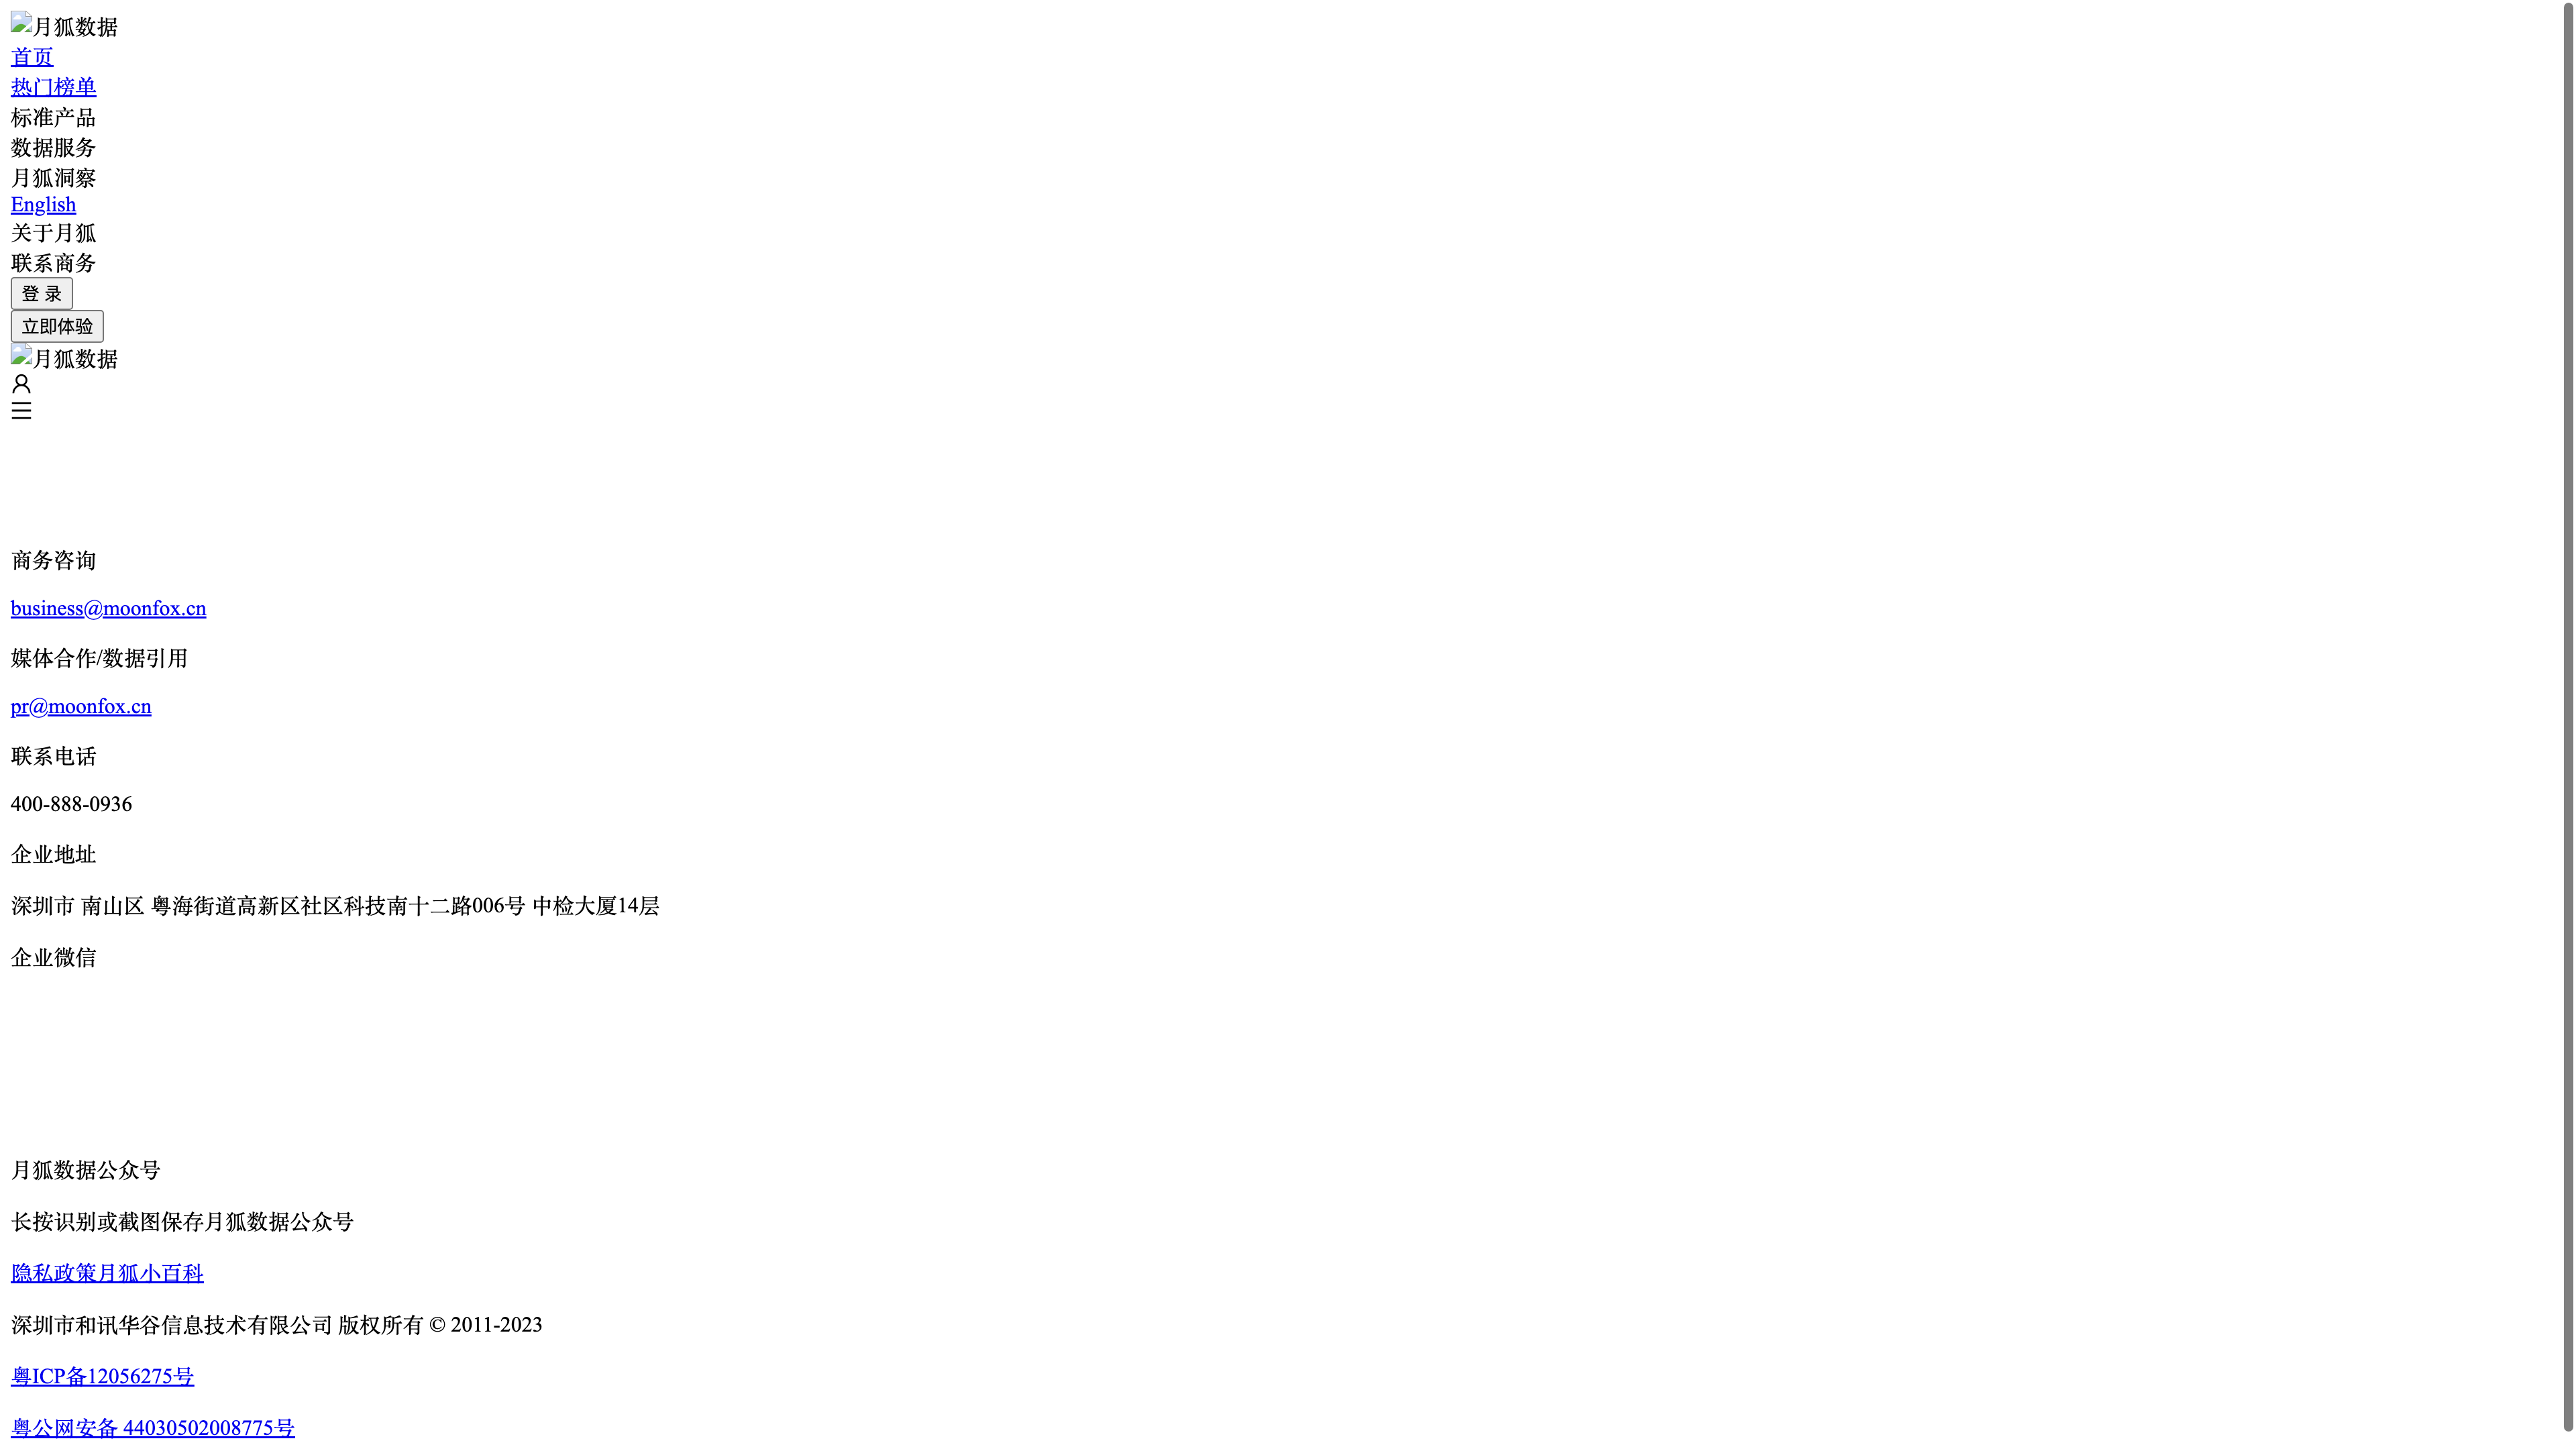 月狐数据
首页
热门榜单
标准产品
数据服务
月狐洞察
English
关于月狐
联系商务
登 录
立即体验
月狐数据
商务咨询
business@moonfox.cn
媒体合作/数据引用
pr@moonfox.cn
联系电话
400-888-0936
企业地址
深圳市 南山区 粤海街道高新区社区科技南十二路006号 中检大厦14层
企业微信
月狐数据公众号
长按识别或截图保存月狐数据公众号
隐私政策月狐小百科
深圳市和讯华谷信息技术有限公司 版权所有 © 2011-2023
粤ICP备12056275号
粤公网安备 44030502008775号